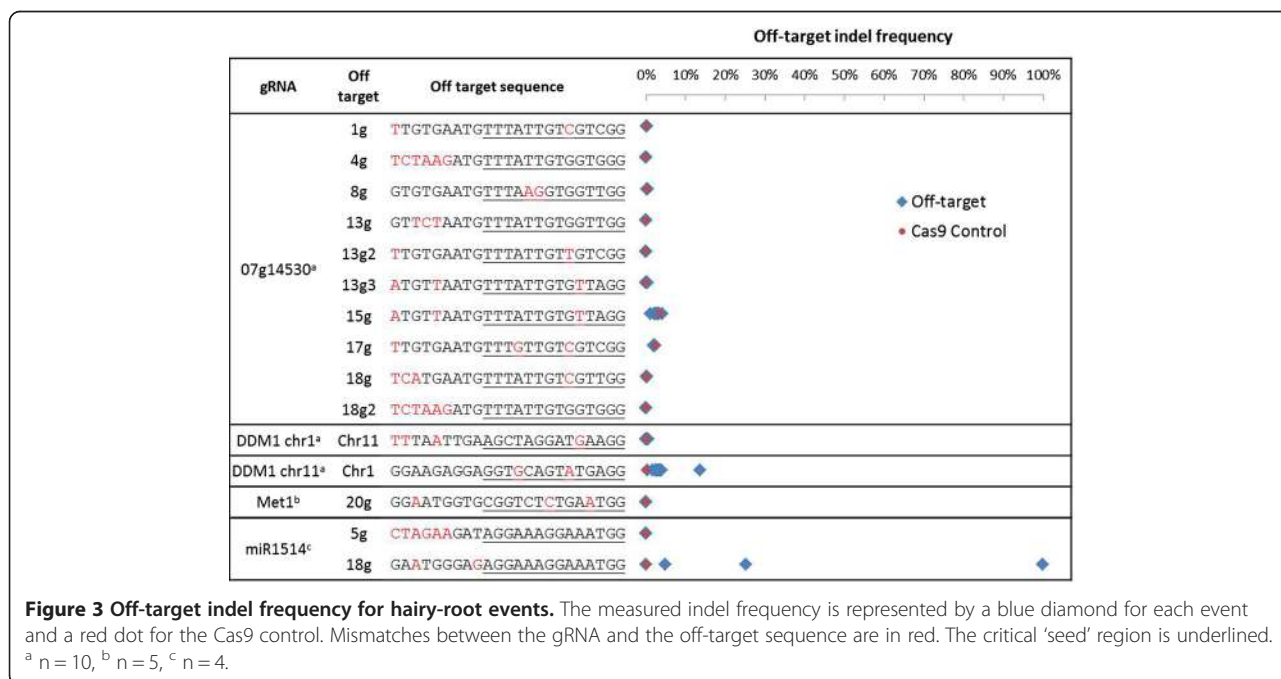 Off-target indel frequency
gRNA Off target Off target sequence 0% 10% 20% 30% 40% 50% 60% 70% 80% 90% 100%
07g14530ᵃ
1g TTGTGAATGTTTATTGTCGTCGG
4g TCTAAGATGTTTATTGTGGTGGG
8g GTGTGAATGTTTAAGGTGGTTGG
13g GTTCTAATGTTTATTGTGGTTGG
13g2 TTGTGAATGTTTATTGTTGTCGG
13g3 ATGTTAATGTTTATTGTGTTAGG
15g ATGTTAATGTTTATTGTGTTAGG
17g TTGTGAATGTTTGTTGTCGTCGG
18g TCATGAATGTTTATTGTCGTTGG
18g2 TCTAAGATGTTTATTGTGGTGGG
Off-target
Cas9 Control
DDM1 chr1ᵃ Chr11 TTTAATTGAAGCTAGGATGAAGG
DDM1 chr11ᵃ Chr1 GGAAGAGGAGGTGCAGTATGAGG
Met1ᵇ 20g GGAATGGTGCGGTCTCTGAATGG
miR1514ᶜ
5g CTAGAAGATAGGAAAGGAAATGG
18g GAATGGGAGAGGAAAGGAAATGG
Figure 3 Off-target indel frequency for hairy-root events. The measured indel frequency is represented by a blue diamond for each event
and a red dot for the Cas9 control. Mismatches between the gRNA and the off-target sequence are in red. The critical 'seed' region is underlined.
ᵃ n = 10, ᵇ n = 5, ᶜ n = 4.